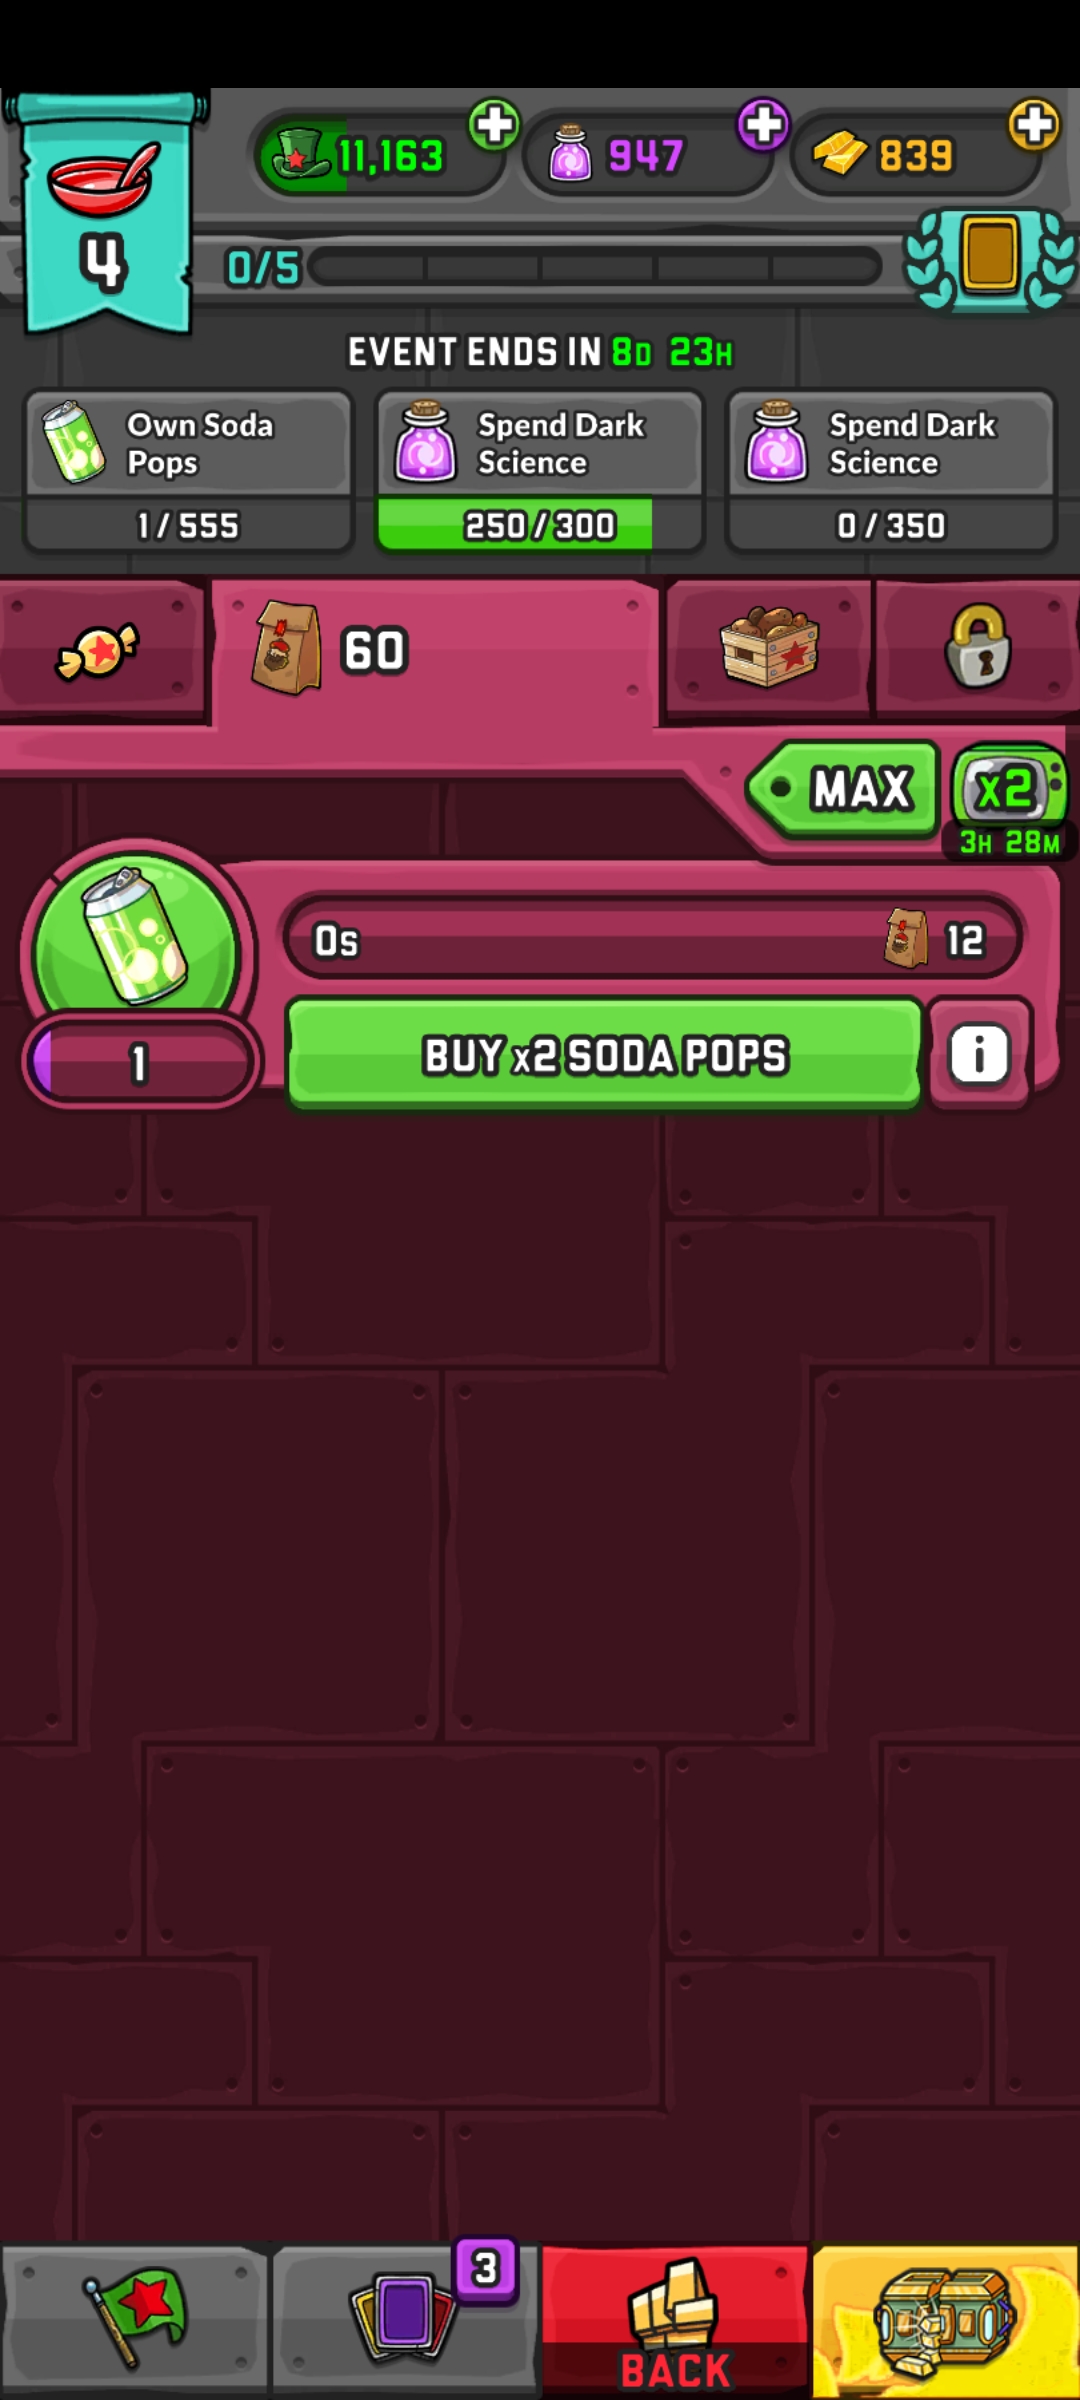 11,163
947
839
4
0/5
EVENT ENDS IN 8D 23H
Own Soda
Pops
1 / 555
Spend Dark
Science
250 / 300
Spend Dark
Science
0 / 350
60
MAX
x2
3H 28M
0s
12
1
BUY x2 SODA POPS
i
3
BACK